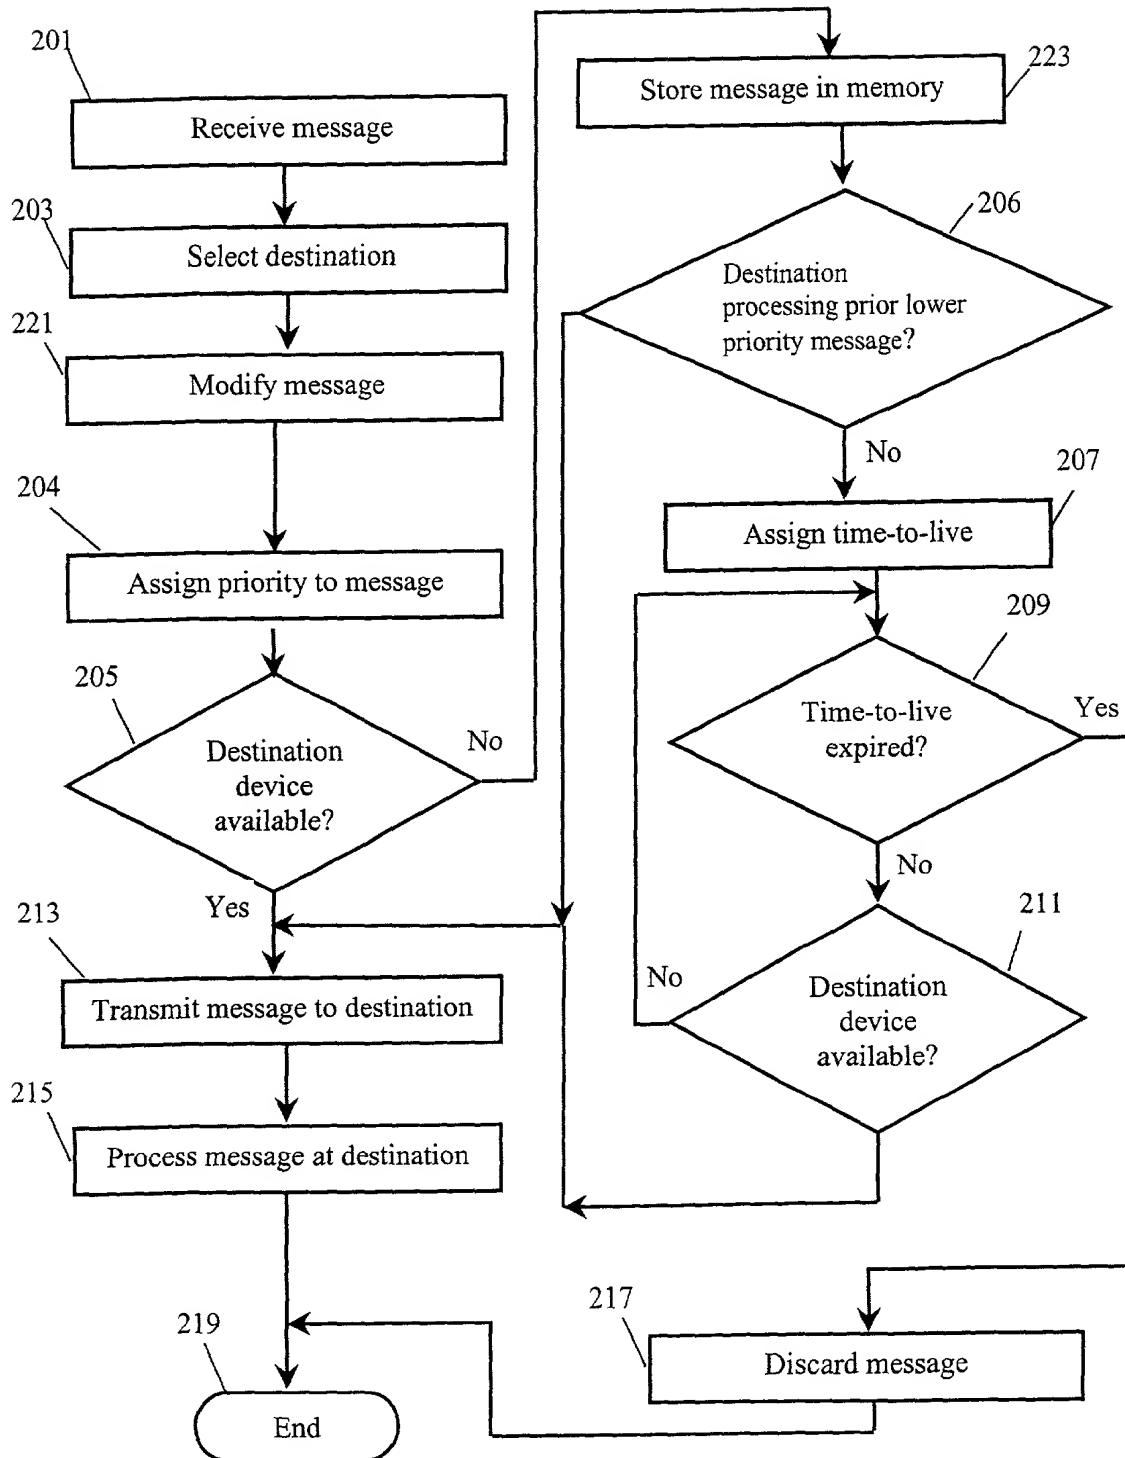 201
Receive message
203
Select destination
221
Modify message
204
Assign priority to message
205
Destination
device
available?
No
Yes
213
Transmit message to destination
215
Process message at destination
219
End
223
Store message in memory
206
Destination
processing prior lower
priority message?
No
207
Assign time-to-live
209
Time-to-live
expired?
Yes
No
211
Destination
device
available?
No
217
Discard message